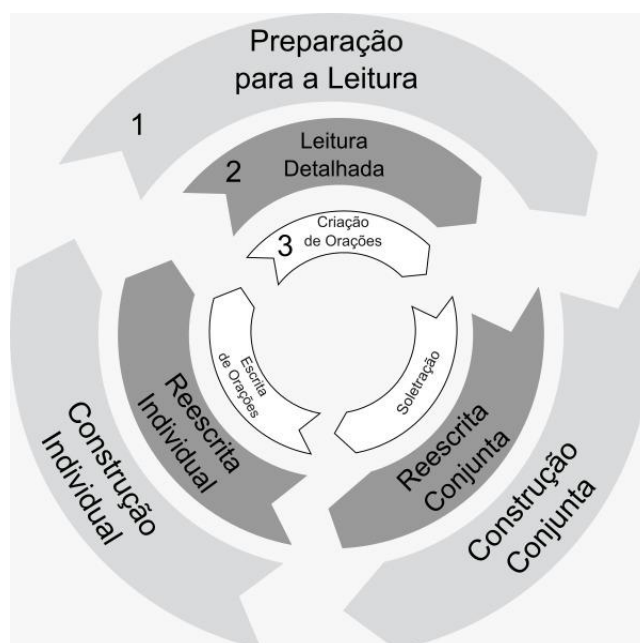 Preparação
para a Leitura
1
Leitura
Detalhada
2
Criação
de Orações
3
Soletração
Escrita
de Orações
Reescrita
Conjunta
Reescrita
Individual
Construção
Conjunta
Construção
Individual